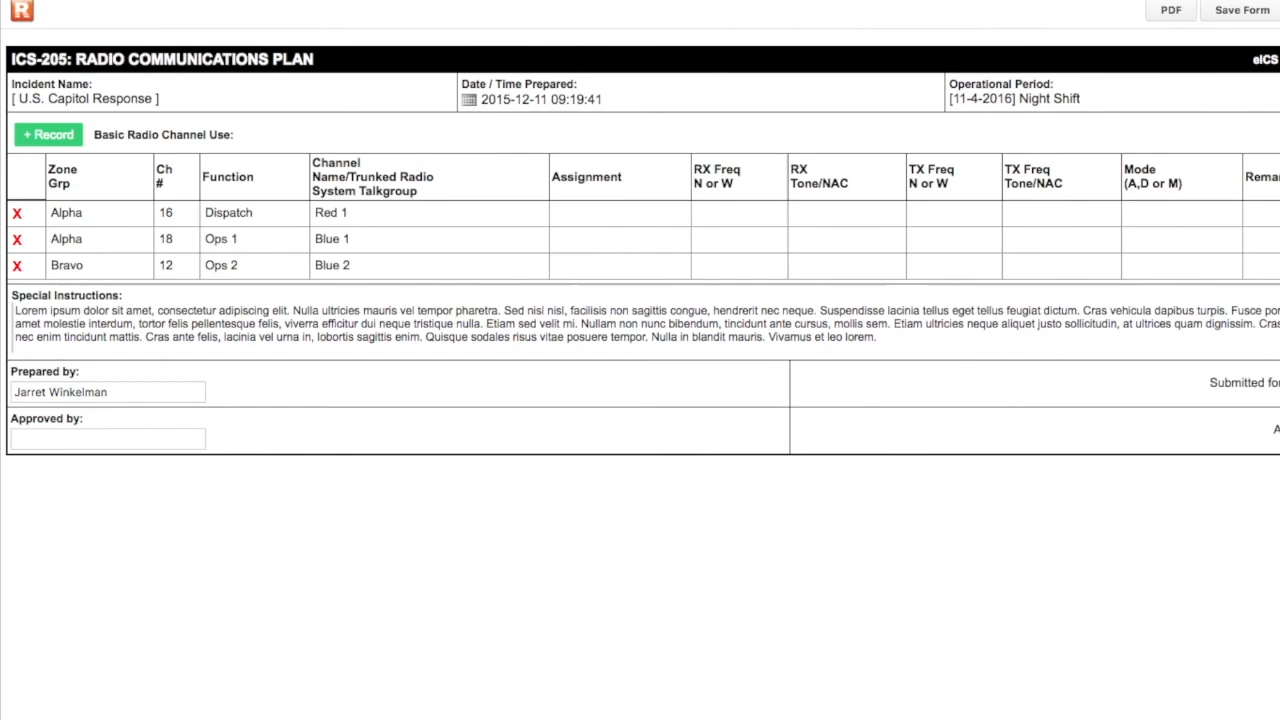 R
PDF
Save Form
ICS-205: RADIO COMMUNICATIONS PLAN
eICS
Incident Name:
[ U.S. Capitol Response ]
Date / Time Prepared:
2015-12-11 09:19:41
Operational Period:
[11-4-2016] Night Shift
+ Record
Basic Radio Channel Use:
Zone
Grp
Ch
#
Function
Channel
Name/Trunked Radio
System Talkgroup
Assignment
RX Freq
N or W
RX
Tone/NAC
TX Freq
N or W
TX Freq
Tone/NAC
Mode
(A,D or M)
Remar
X Alpha 16 Dispatch Red 1
X Alpha 18 Ops 1 Blue 1
X Bravo 12 Ops 2 Blue 2
Special Instructions:
Lorem ipsum dolor sit amet, consectetur adipiscing elit. Nulla ultricies mauris vel tempor pharetra. Sed nisl nisl, facilisis non sagittis congue, hendrerit nec neque. Suspendisse lacinia tellus eget tellus feugiat dictum. Cras vehicula dapibus turpis. Fusce por
amet molestie interdum, tortor felis pellentesque felis, viverra efficitur dui neque tristique nulla. Etiam sed velit mi. Nullam non nunc bibendum, tincidunt ante cursus, mollis sem. Etiam ultricies neque aliquet justo sollicitudin, at ultrices quam dignissim. Cras
nec enim tincidunt mattis. Cras ante felis, lacinia vel urna in, lobortis sagittis enim. Quisque sodales risus vitae posuere tempor. Nulla in blandit mauris. Vivamus et leo lorem.
Prepared by:
Jarret Winkelman
Submitted for
Approved by:
A